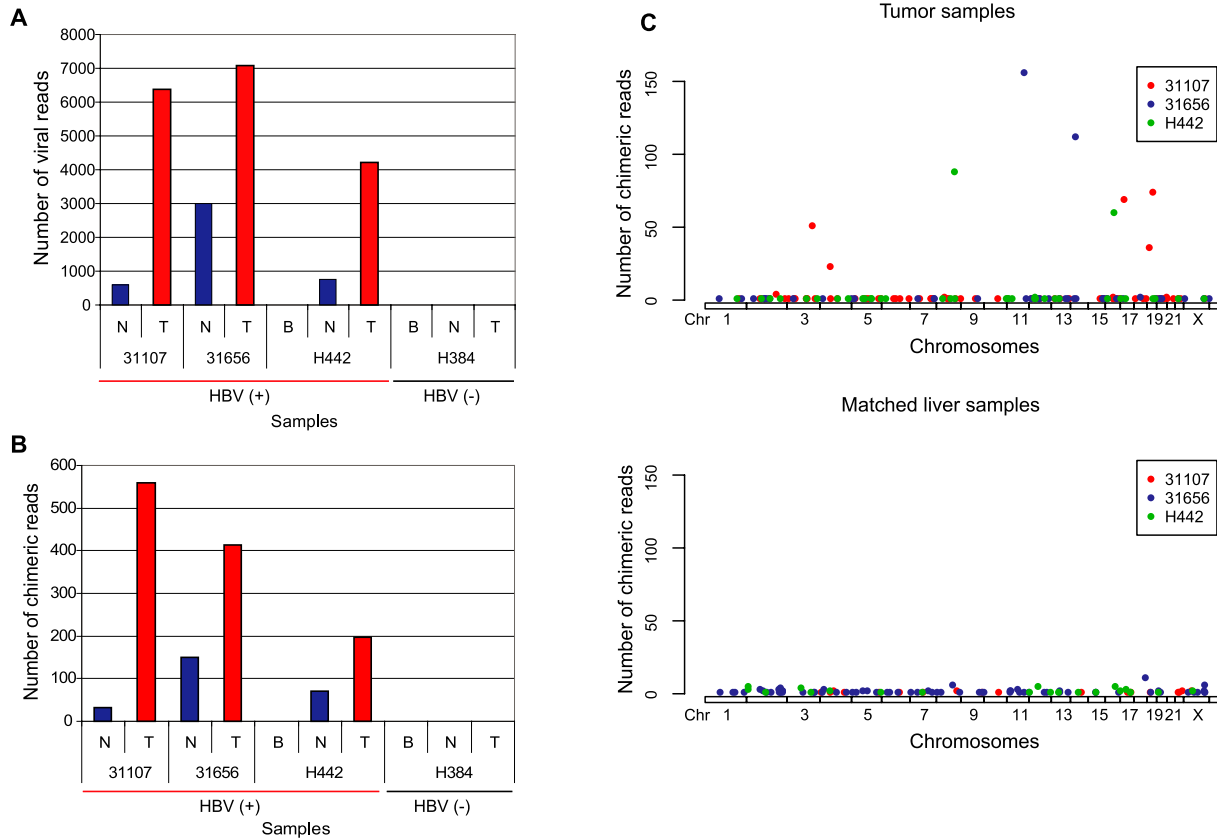 A
Number of viral reads
8000
7000
6000
5000
4000
3000
2000
1000
0
N T N T B N T B N T
31107 31656 H442 H384
HBV (+) HBV (-)
Samples
B
Number of chimeric reads
600
500
400
300
200
100
0
N T N T B N T B N T
31107 31656 H442 H384
HBV (+) HBV (-)
Samples
C
Tumor samples
Number of chimeric reads
150
100
50
0
31107
31656
H442
Chr 1 3 5 7 9 11 13 15 17 19 21 X
Chromosomes
Matched liver samples
Number of chimeric reads
150
100
50
0
31107
31656
H442
Chr 1 3 5 7 9 11 13 15 17 19 21 X
Chromosomes